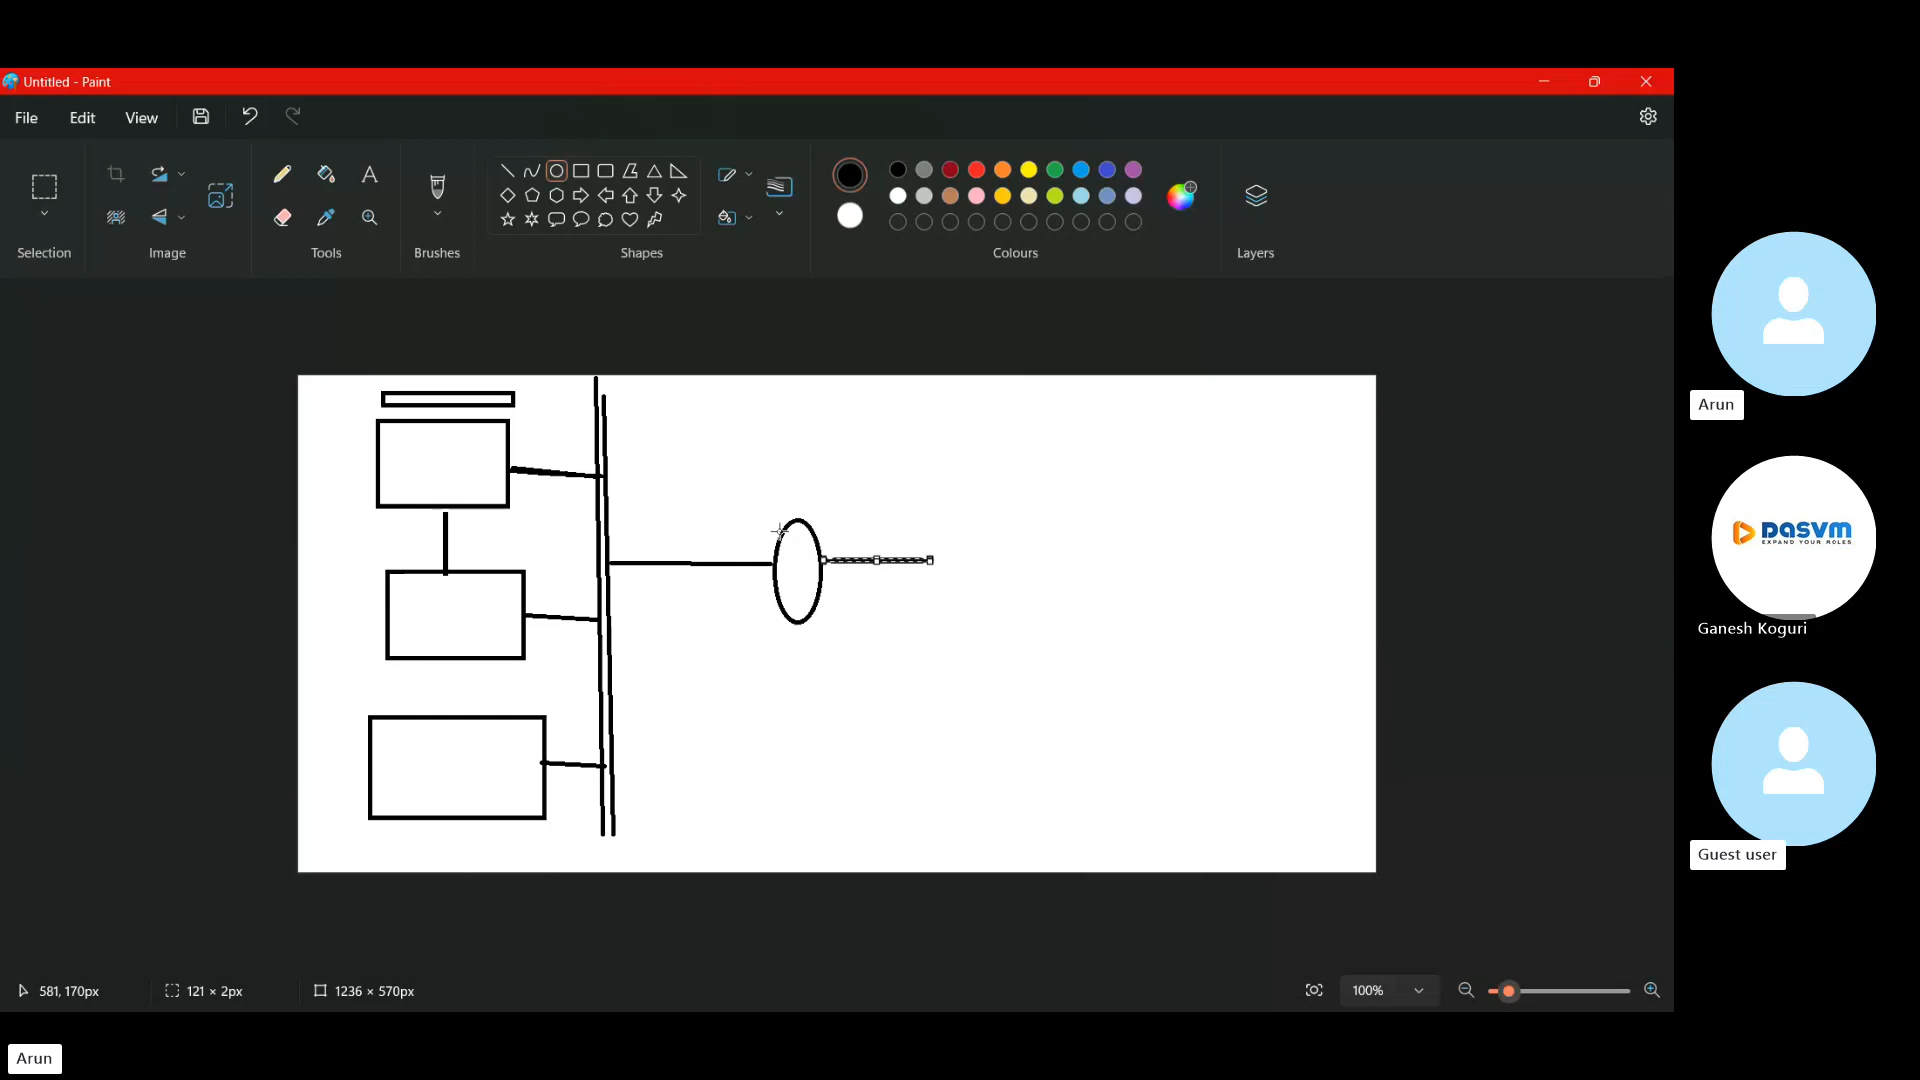 Untitled - Paint
File Edit View
Selection Image Tools Brushes Shapes Colours Layers
A
Arun
DASVM
EXPAND YOUR ROLES
Ganesh Koguri
Guest user
581, 170px 121 × 2px 1236 × 570px 100%
Arun